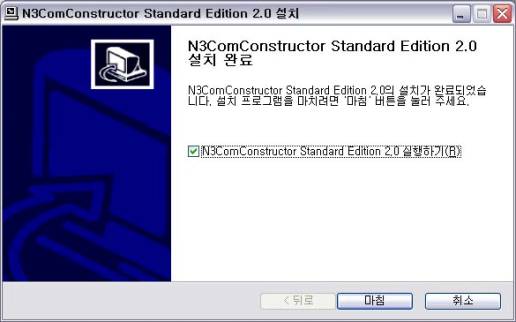 N3ComConstructor Standard Edition 2.0 설치
N3ComConstructor Standard Edition 2.0
설치 완료
N3ComConstructor Standard Edition 2.0의 설치가 완료되었습
니다. 설치 프로그램을 마치려면 '마침' 버튼을 눌러 주세요.
N3ComConstructor Standard Edition 2.0 실행하기(R)
< 뒤로
마침
취소